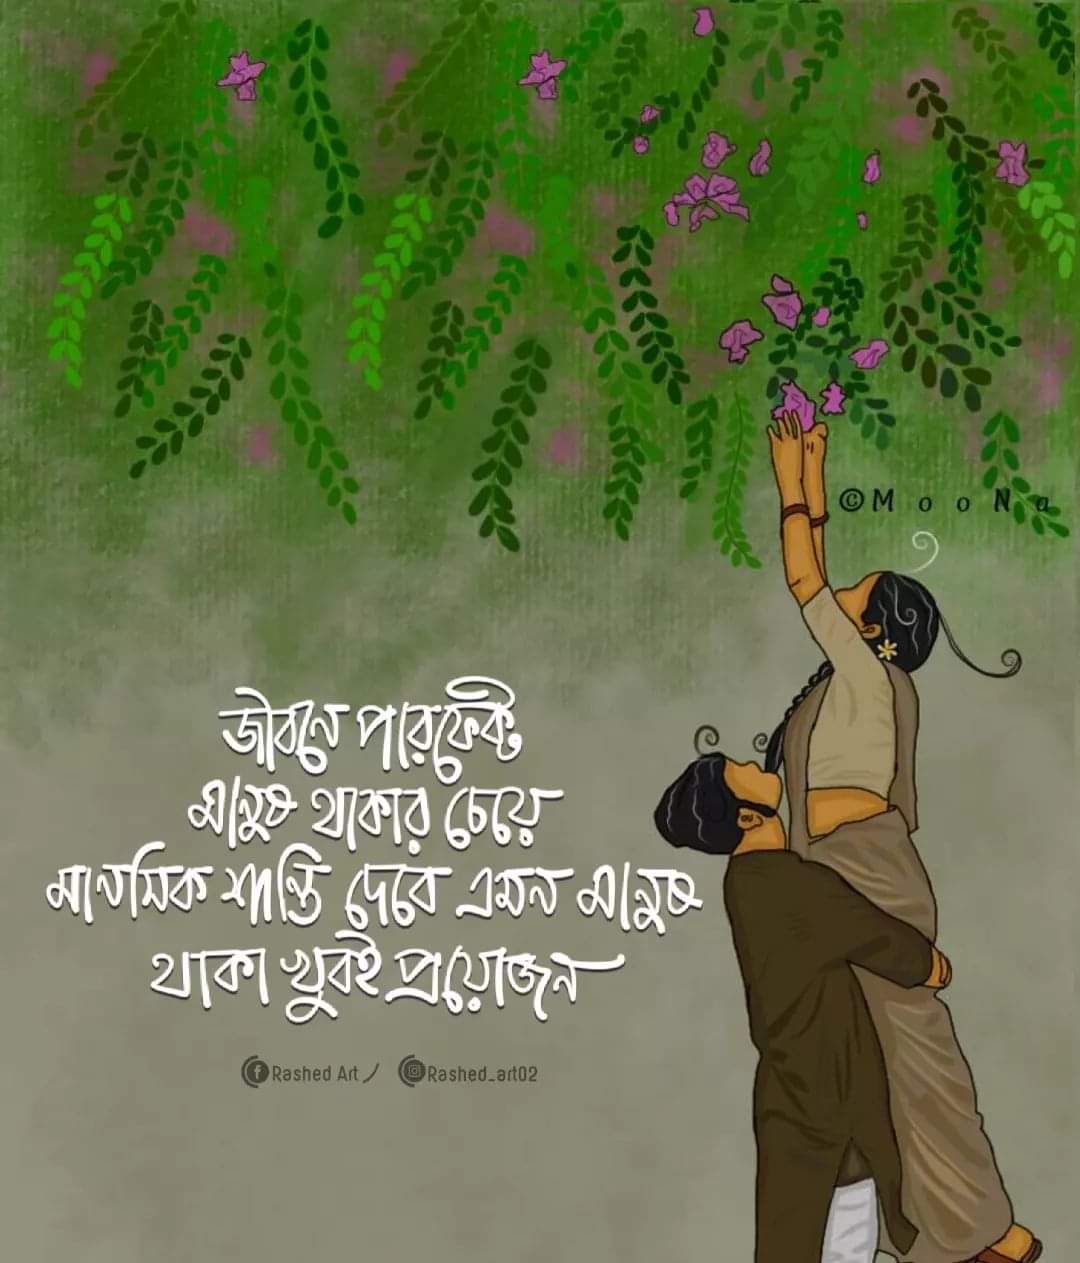 ©MooNa
জীবনে পারফেক্ট
মানুষ থাকার চেয়ে
মানসিক শান্তি দেবে এমন মানুষ
থাকা খুবই প্রয়োজন
Rashed Art Rashed_art02